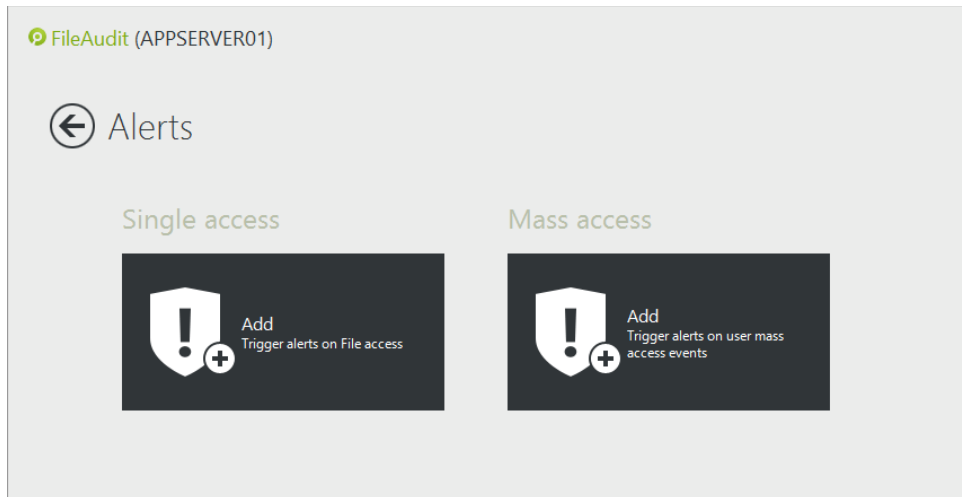 FileAudit (APPSERVER01)
Alerts
Single access
Add
Trigger alerts on File access
Mass access
Add
Trigger alerts on user mass
access events